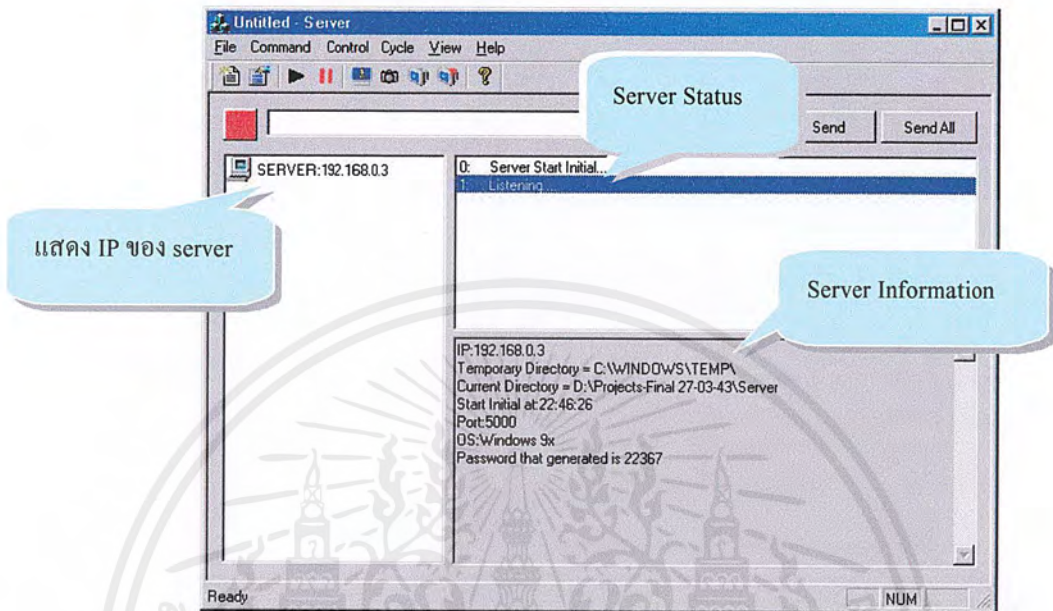 Untitled - Server
File Command Control Cycle View Help
Server Status
Send Send All
SERVER:192.168.0.3
0: Server Start Initial...
1: Listening...
แสดง IP ของ server
Server Information
IP:192.168.0.3
Temporary Directory = C:\WINDOWS\TEMP\
Current Directory = D:\Projects-Final 27-03-43\Server
Start Initial at:22:46:26
Port:5000
OS:Windows 9x
Password that generated is 22367
Ready NUM